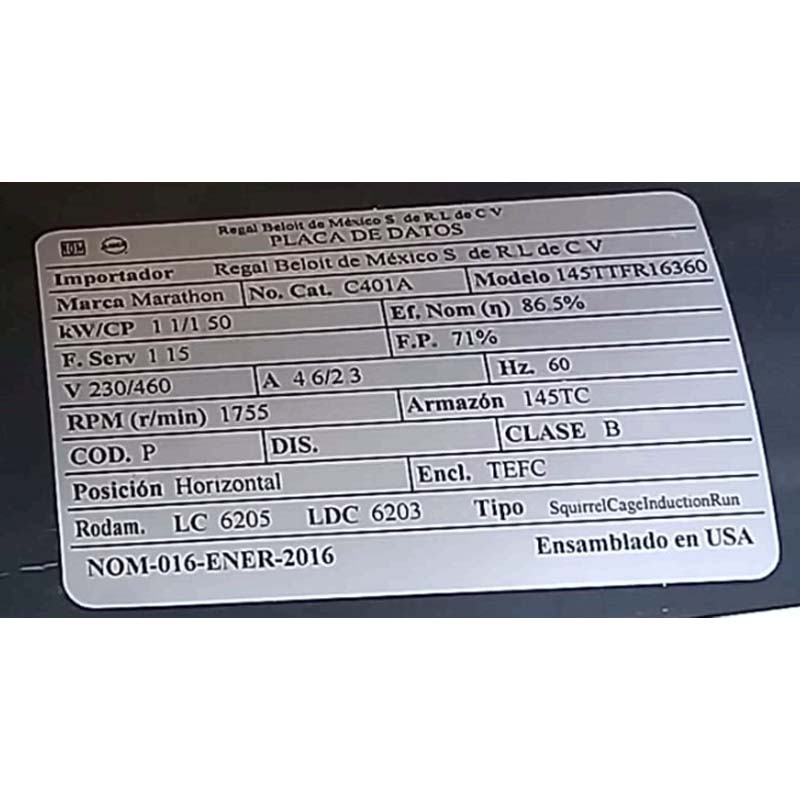 NOM
Regal Beloit de México S de R.L de C V
PLACA DE DATOS
Importador Regal Beloit de México S de R L de C V
Marca Marathon No. Cat. C401A Modelo 145TTFR16360
kW/CP 1 1/1 50 Ef. Nom (η) 86.5%
F. Serv 1 15 F.P. 71%
V 230/460 A 4 6/2 3 Hz. 60
RPM (r/min) 1755 Armazón 145TC
COD. P DIS. CLASE B
Posición Horizontal Encl. TEFC
Rodam. LC 6205 LDC 6203 Tipo SquirrelCageInductionRun
NOM-016-ENER-2016 Ensamblado en USA